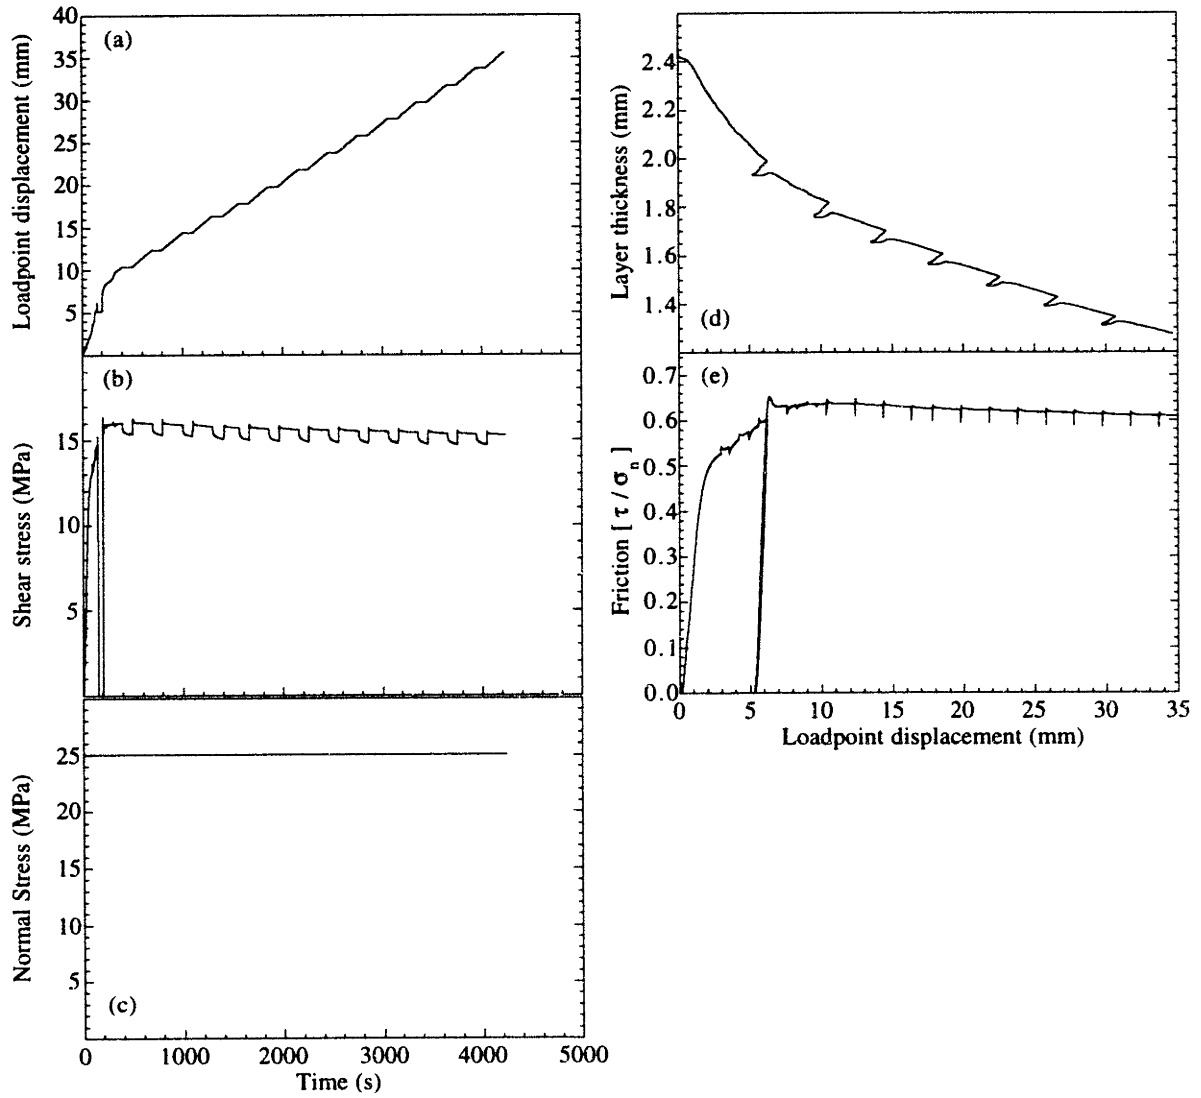 40
35
30
25
20
15
10
5
Loadpoint displacement (mm)
(a)
15
10
5
Shear stress (MPa)
(b)
25
20
15
10
5
Normal Stress (MPa)
(c)
0 1000 2000 3000 4000 5000
Time (s)
2.4
2.2
2.0
1.8
1.6
1.4
Layer thickness (mm)
(d)
0.7
0.6
0.5
0.4
0.3
0.2
0.1
0.0
Friction [ τ / σn ]
(e)
0 5 10 15 20 25 30 35
Loadpoint displacement (mm)